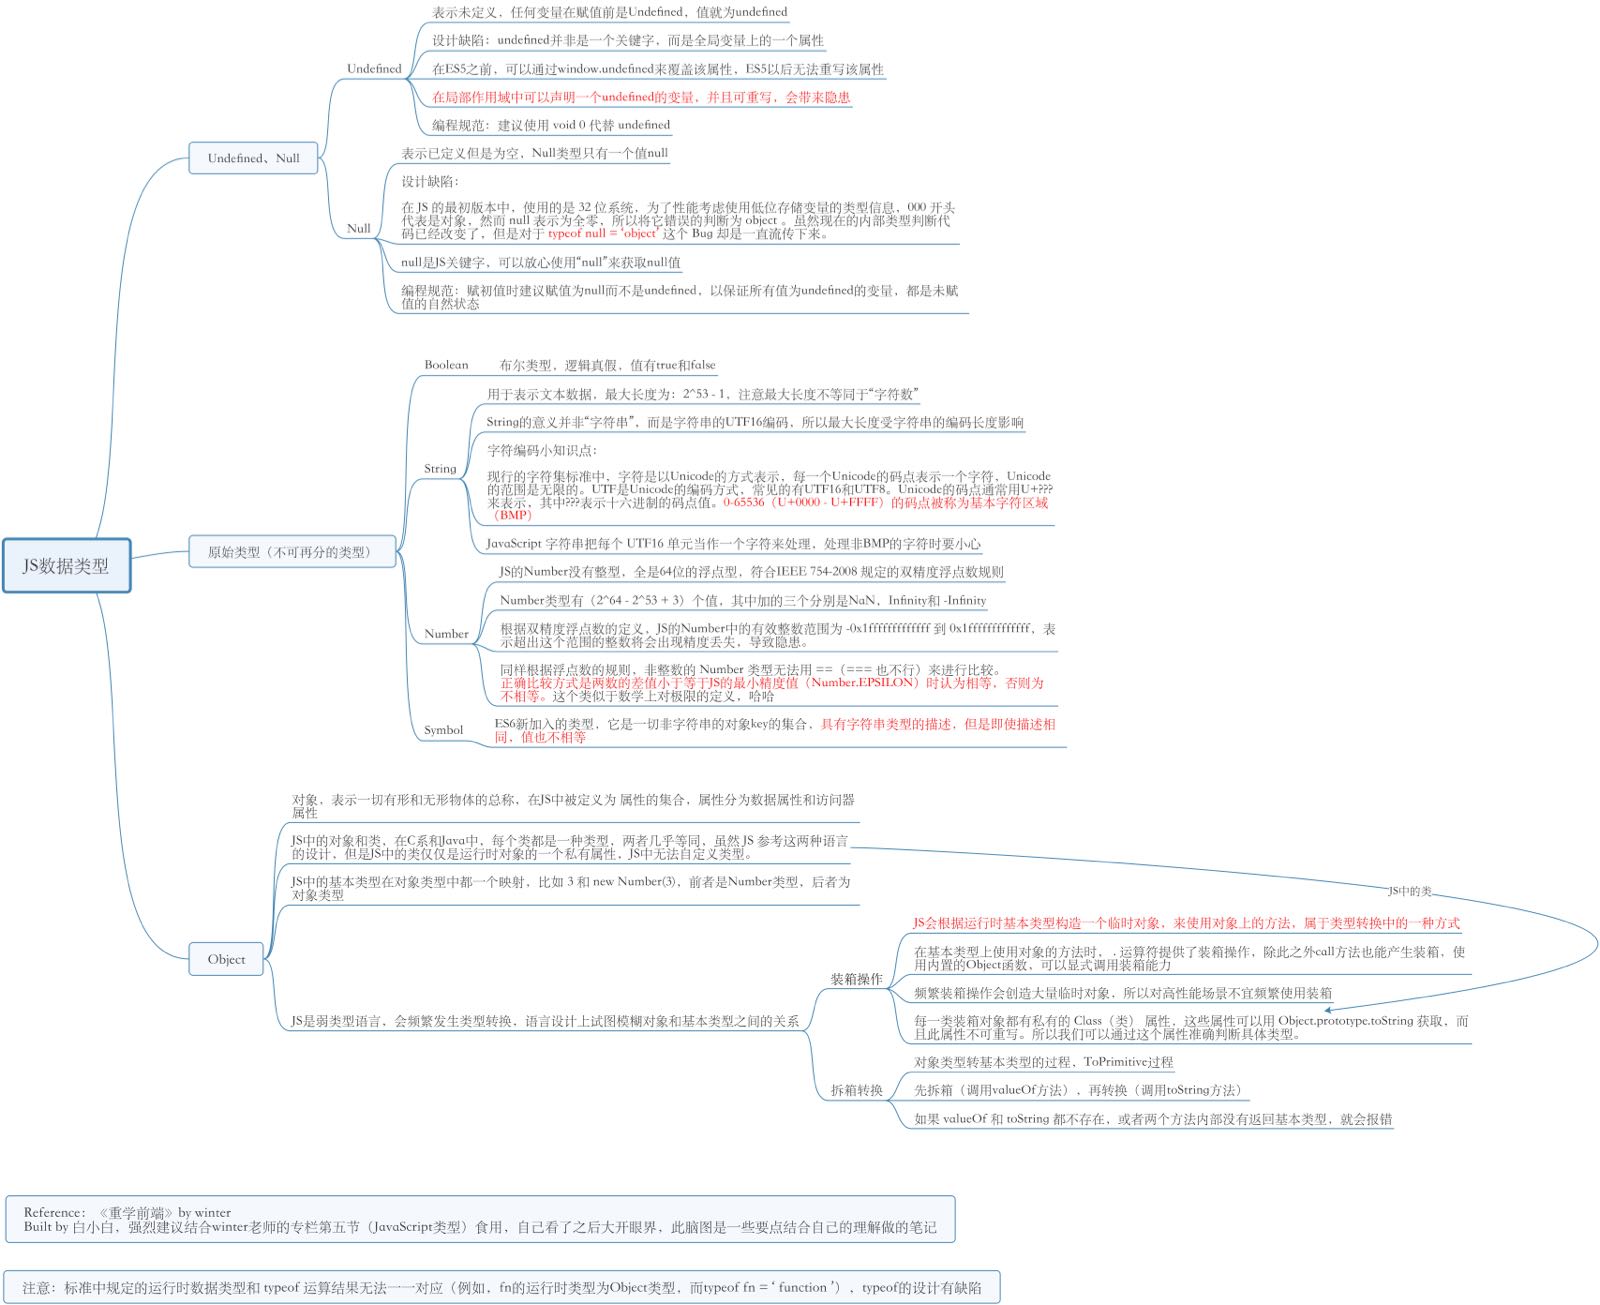 JS数据类型
Undefined、Null
Undefined
表示未定义，任何变量在赋值前是Undefined，值就为undefined
设计缺陷：undefined并非是一个关键字，而是全局变量上的一个属性
在ES5之前，可以通过window.undefined来覆盖该属性，ES5以后无法重写该属性
在局部作用域中可以声明一个undefined的变量，并且可重写，会带来隐患
编程规范：建议使用 void 0 代替 undefined
Null
表示已定义但是为空，Null类型只有一个值null
设计缺陷：
在 JS 的最初版本中，使用的是 32 位系统，为了性能考虑使用低位存储变量的类型信息，000 开头
代表是对象，然而 null 表示为全零，所以将它错误的判断为 object 。虽然现在的内部类型判断代
码已经改变了，但是对于 typeof null = ‘object’ 这个 Bug 却是一直流传下来。
null是JS关键字，可以放心使用“null”来获取null值
编程规范：赋初值时建议赋值为null而不是undefined，以保证所有值为undefined的变量，都是未赋
值的自然状态
原始类型（不可再分的类型）
Boolean
布尔类型，逻辑真假，值有true和false
String
用于表示文本数据，最大长度为：2^53 - 1，注意最大长度不等同于“字符数”
String的意义并非“字符串”，而是字符串的UTF16编码，所以最大长度受字符串的编码长度影响
字符编码小知识点：
现行的字符集标准中，字符是以Unicode的方式表示，每一个Unicode的码点表示一个字符，Unicode
的范围是无限的。UTF是Unicode的编码方式，常见的有UTF16和UTF8。Unicode的码点通常用U+???
来表示，其中???表示十六进制的码点值。0-65536（U+0000 - U+FFFF）的码点被称为基本字符区域
（BMP）
JavaScript 字符串把每个 UTF16 单元当作一个字符来处理，处理非BMP的字符时要小心
Number
JS的Number没有整型，全是64位的浮点型，符合IEEE 754-2008 规定的双精度浮点数规则
Number类型有（2^64 - 2^53 + 3）个值，其中加的三个分别是NaN，Infinity和 -Infinity
根据双精度浮点数的定义，JS的Number中的有效整数范围为 -0x1fffffffffffff 到 0x1fffffffffffff，表
示超出这个范围的整数将会出现精度丢失，导致隐患。
同样根据浮点数的规则，非整数的 Number 类型无法用 ==（=== 也不行）来进行比较。
正确比较方式是两数的差值小于等于JS的最小精度值（Number.EPSILON）时认为相等，否则为
不相等。这个类似于数学上对极限的定义，哈哈
Symbol
ES6新加入的类型，它是一切非字符串的对象key的集合，具有字符串类型的描述，但是即使描述相
同，值也不相等
Object
对象，表示一切有形和无形物体的总称，在JS中被定义为 属性的集合，属性分为数据属性和访问器
属性
JS中的对象和类，在C系和Java中，每个类都是一种类型，两者几乎等同，虽然 JS 参考这两种语言
的设计，但是JS中的类仅仅是运行时对象的一个私有属性，JS中无法自定义类型。
JS中的类
JS中的基本类型在对象类型中都一个映射，比如 3 和 new Number(3)，前者是Number类型，后者为
对象类型
JS是弱类型语言，会频繁发生类型转换，语言设计上试图模糊对象和基本类型之间的关系
装箱操作
JS会根据运行时基本类型构造一个临时对象，来使用对象上的方法，属于类型转换中的一种方式
在基本类型上使用对象的方法时，. 运算符提供了装箱操作，除此之外call方法也能产生装箱，使
用内置的Object函数，可以显式调用装箱能力
频繁装箱操作会创造大量临时对象，所以对高性能场景不宜频繁使用装箱
每一类装箱对象都有私有的 Class（类） 属性，这些属性可以用 Object.prototype.toString 获取，而
且此属性不可重写。所以我们可以通过这个属性准确判断具体类型。
拆箱转换
对象类型转基本类型的过程，ToPrimitive过程
先拆箱（调用valueOf方法）、再转换（调用toString方法）
如果 valueOf 和 toString 都不存在，或者两个方法内部没有返回基本类型，就会报错
Reference： 《重学前端》by winter
Built by 白小白，强烈建议结合winter老师的专栏第五节（JavaScript类型）食用，自己看了之后大开眼界，此脑图是一些要点结合自己的理解做的笔记
注意：标准中规定的运行时数据类型和 typeof 运算结果无法一一对应（例如，fn的运行时类型为Object类型，而typeof fn = ‘ function ’）、typeof的设计有缺陷